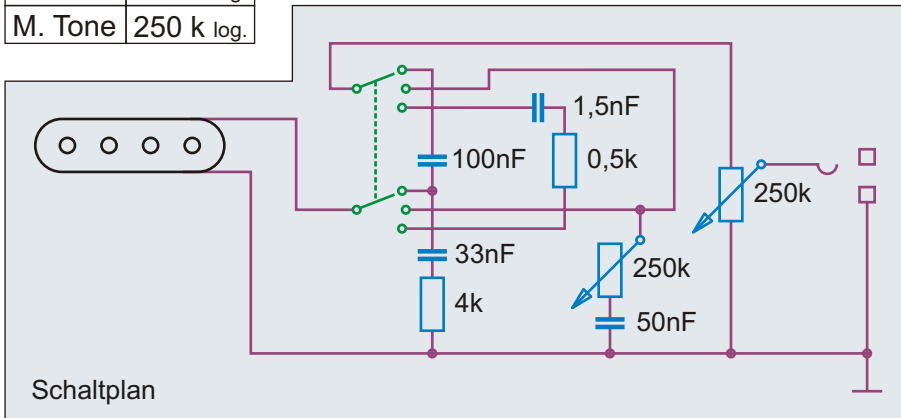 M. Tone 250 k log.
1,5nF
100nF
0,5k
250k
33nF
250k
4k
50nF
Schaltplan